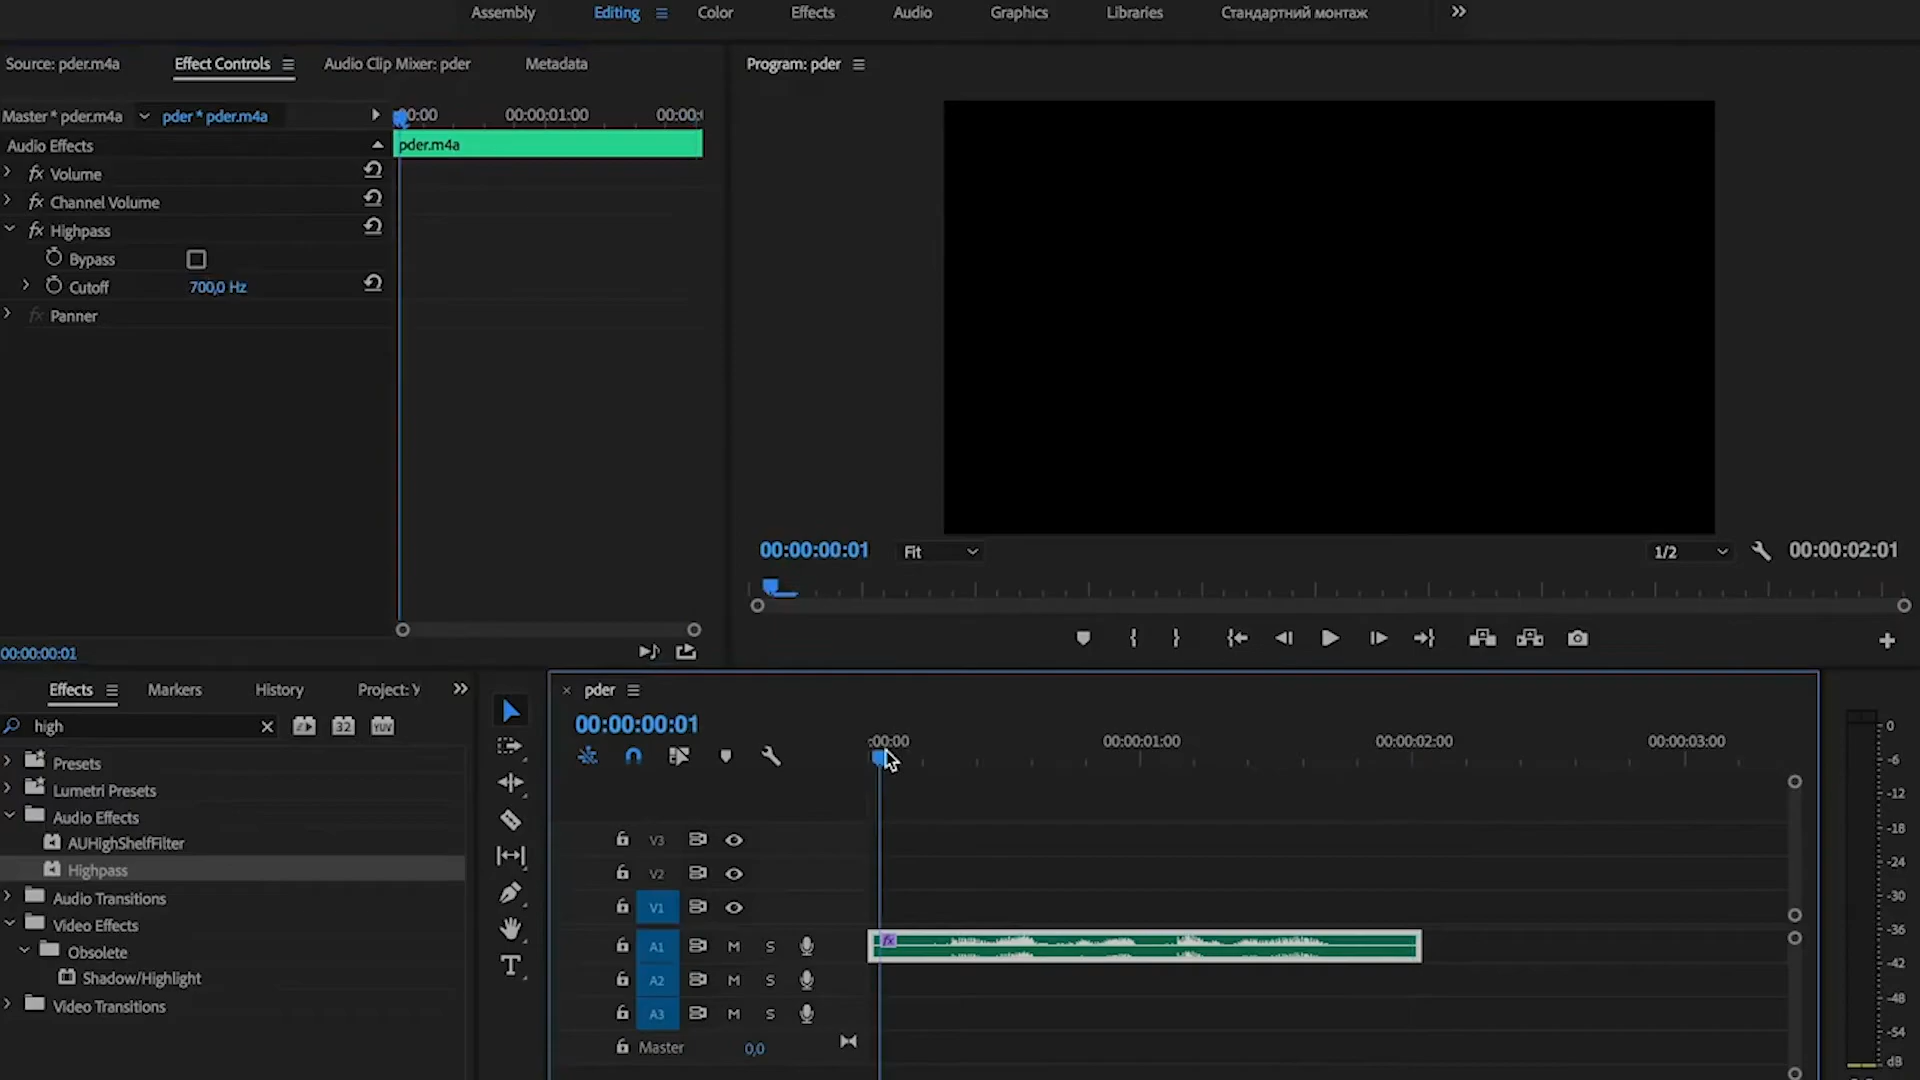 Assembly
Editing
Color
Effects
Audio
Graphics
Libraries
Стандартний монтаж
Source: pder.m4a
Effect Controls
Audio Clip Mixer: pder
Metadata
Program: pder
Master * pder.m4a
pder * pder.m4a
00:00
00:00:01:00
00:00:
Audio Effects
pder.m4a
fx Volume
fx Channel Volume
fx Highpass
Bypass
Cutoff
700,0 Hz
fx Panner
00:00:00:01
00:00:00:01
Fit
1/2
00:00:02:01
Effects
Markers
History
Project: Y
high
32
YUV
Presets
Lumetri Presets
Audio Effects
AUHighShelfFilter
Highpass
Audio Transitions
Video Effects
Obsolete
Shadow/Highlight
Video Transitions
pder
00:00:00:01
:00:00
00:00:01:00
00:00:02:00
00:00:03:00
V3
V2
V1
A1 M S
fx
A2 M S
A3 M S
Master
0,0
0
-6
-12
-18
-24
-30
-36
-42
-48
-54
dB